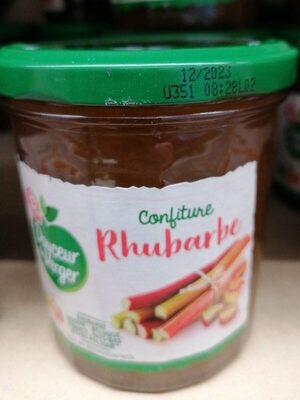 12/2023
U351 08:28L02
Confiture
Rhubarbe
Douceur
Verger